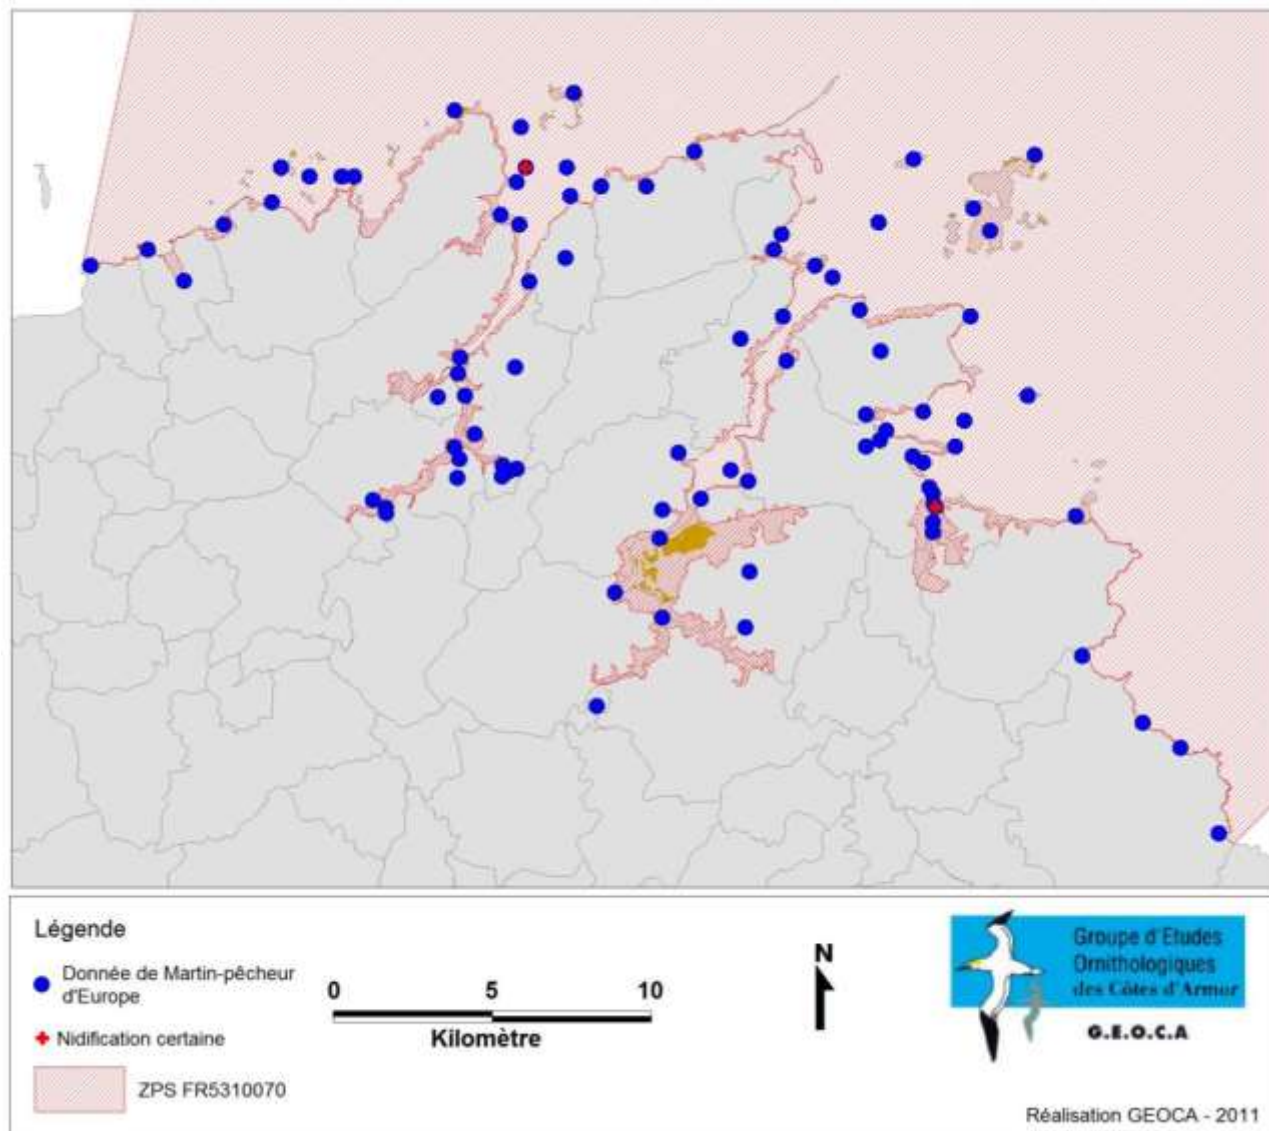 Légende
Donnée de Martin-pêcheur
d'Europe
Nidification certaine
ZPS FR5310070
0 5 10
Kilomètre
N
Groupe d'Etudes
Ornithologiques
des Côtes d'Armor
G.E.O.C.A
Réalisation GEOCA - 2011